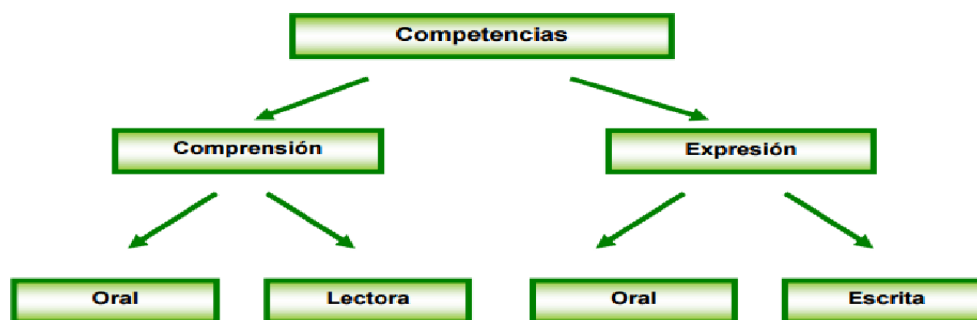 Competencias
Comprensión
Expresión
Oral
Lectora
Oral
Escrita